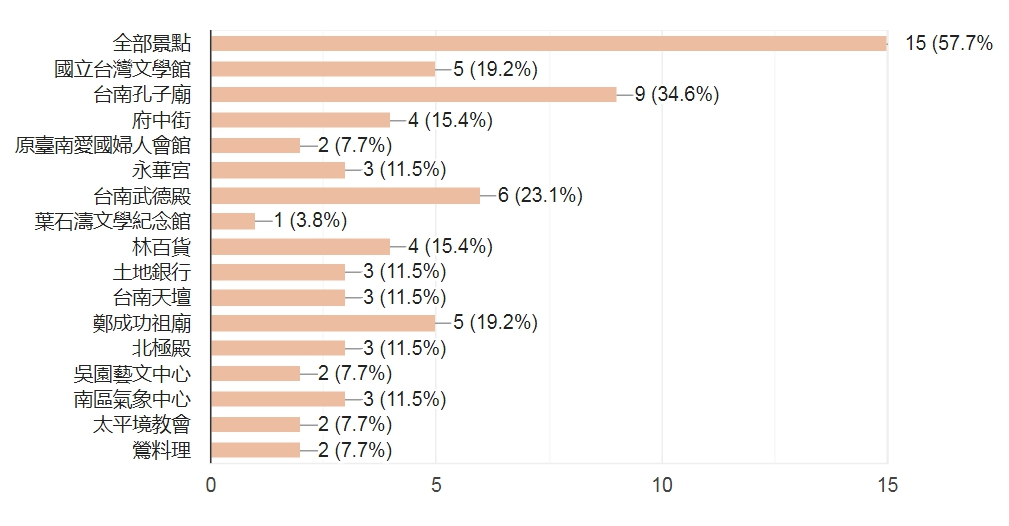 全部景點 15 (57.7%
國立台灣文學館 5 (19.2%)
台南孔子廟 9 (34.6%)
府中街 4 (15.4%)
原臺南愛國婦人會館 2 (7.7%)
永華宮 3 (11.5%)
台南武德殿 6 (23.1%)
葉石濤文學紀念館 1 (3.8%)
林百貨 4 (15.4%)
土地銀行 3 (11.5%)
台南天壇 3 (11.5%)
鄭成功祖廟 5 (19.2%)
北極殿 3 (11.5%)
吳園藝文中心 2 (7.7%)
南區氣象中心 3 (11.5%)
太平境教會 2 (7.7%)
鶯料理 2 (7.7%)
0 5 10 15